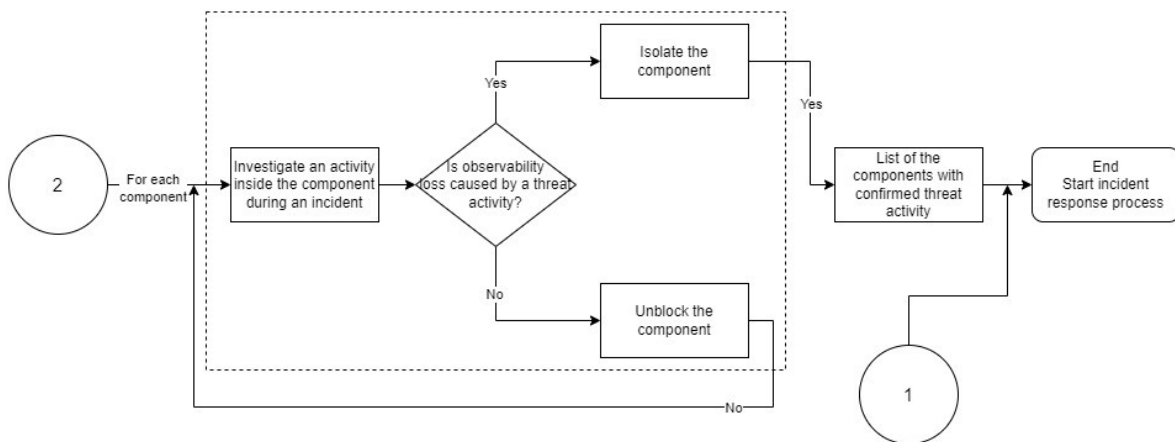 2
For each
component
Investigate an activity
inside the component
during an incident
Is observability
loss caused by a threat
activity?
Yes
Isolate the
component
Yes
No
Unblock the
component
No
List of the
components with
confirmed threat
activity
End
Start incident
response process
1